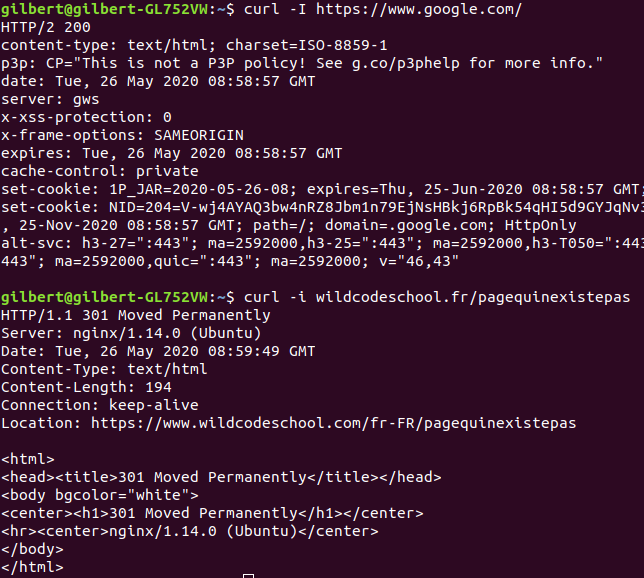 gilbert@gilbert-GL752VW:~$ curl -I https://www.google.com/
HTTP/2 200
content-type: text/html; charset=ISO-8859-1
p3p: CP="This is not a P3P policy! See g.co/p3phelp for more info."
date: Tue, 26 May 2020 08:58:57 GMT
server: gws
x-xss-protection: 0
x-frame-options: SAMEORIGIN
expires: Tue, 26 May 2020 08:58:57 GMT
cache-control: private
set-cookie: 1P_JAR=2020-05-26-08; expires=Thu, 25-Jun-2020 08:58:57 GMT;
set-cookie: NID=204=V-wj4AYAQ3bw4nRZ8Jbm1n79EjNsHBkj6RpBk54qHI5d9GYJqNv3
, 25-Nov-2020 08:58:57 GMT; path=/; domain=.google.com; HttpOnly
alt-svc: h3-27=":443"; ma=2592000,h3-25=":443"; ma=2592000,h3-T050=":443
443"; ma=2592000,quic=":443"; ma=2592000; v="46,43"
gilbert@gilbert-GL752VW:~$ curl -i wildcodeschool.fr/pagequinexistepas
HTTP/1.1 301 Moved Permanently
Server: nginx/1.14.0 (Ubuntu)
Date: Tue, 26 May 2020 08:59:49 GMT
Content-Type: text/html
Content-Length: 194
Connection: keep-alive
Location: https://www.wildcodeschool.com/fr-FR/pagequinexistepas
<html>
<head><title>301 Moved Permanently</title></head>
<body bgcolor="white">
<center><h1>301 Moved Permanently</h1></center>
<hr><center>nginx/1.14.0 (Ubuntu)</center>
</body>
</html>